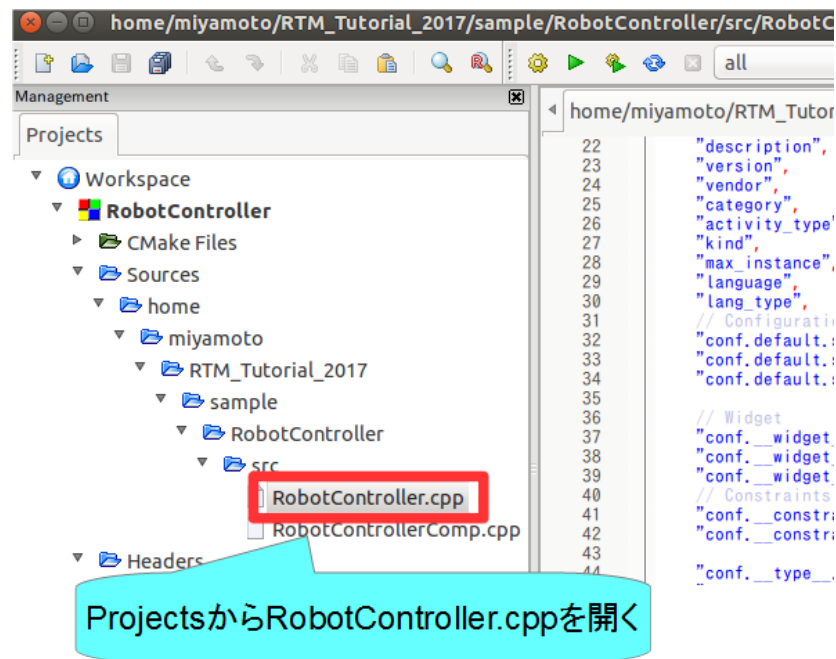 home/miyamoto/RTM_Tutorial_2017/sample/RobotController/src/RobotC
all
Management
Projects
Workspace
RobotController
CMake Files
Sources
home
miyamoto
RTM_Tutorial_2017
sample
RobotController
src
RobotController.cpp
RobotControllerComp.cpp
Headers
home/miyamoto/RTM_Tutor
22 "description",
23 "version",
24 "vendor",
25 "category",
26 "activity_type"
27 "kind",
28 "max_instance",
29 "language",
30 "lang_type",
31 // Configuratio
32 "conf.default.s
33 "conf.default.s
34 "conf.default.s
35
36 // Widget
37 "conf.__widget_
38 "conf.__widget_
39 "conf.__widget_
40 // Constraints
41 "conf.__constra
42 "conf.__constra
43
44 "conf.__type__.
ProjectsからRobotController.cppを開く